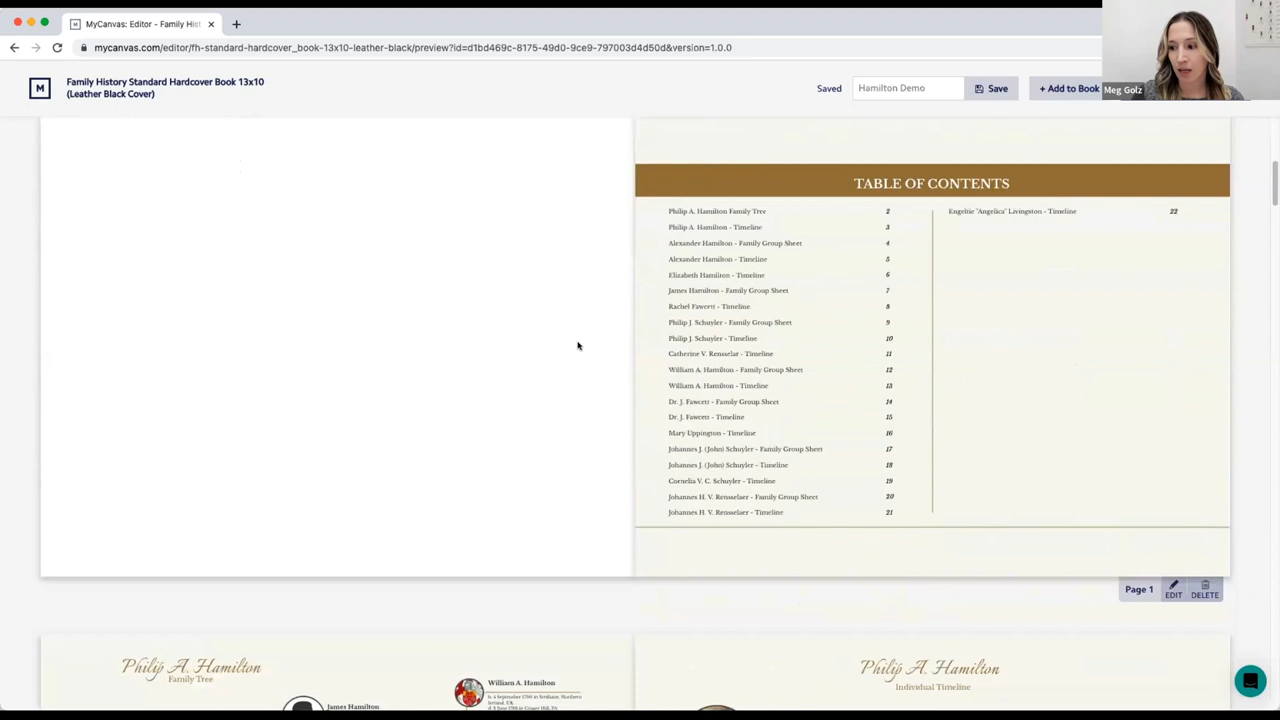 MyCanvas: Editor - Family Hist
mycanvas.com/editor/fh-standard-hardcover_book-13x10-leather-black/preview?id=d1bd469c-8175-49d0-9ce9-797003d4d50d&version=1.0.0
M
Family History Standard Hardcover Book 13x10
(Leather Black Cover)
Saved
Hamilton Demo
Save
+ Add to Book
Meg Golz
TABLE OF CONTENTS
Philip A. Hamilton Family Tree 2
Philip A. Hamilton - Timeline 3
Alexander Hamilton - Family Group Sheet 4
Alexander Hamilton - Timeline 5
Elizabeth Hamilton - Timeline 6
James Hamilton - Family Group Sheet 7
Rachel Fawcett - Timeline 8
Philip J. Schuyler - Family Group Sheet 9
Philip J. Schuyler - Timeline 10
Catherine V. Rensselar - Timeline 11
William A. Hamilton - Family Group Sheet 12
William A. Hamilton - Timeline 13
Dr. J. Fawcett - Family Group Sheet 14
Dr. J. Fawcett - Timeline 15
Mary Uppington - Timeline 16
Johannes J. (John) Schuyler - Family Group Sheet 17
Johannes J. (John) Schuyler - Timeline 18
Cornelia V. C. Schuyler - Timeline 19
Johannes H. V. Rensselaer - Family Group Sheet 20
Johannes H. V. Rensselaer - Timeline 21
Engeltie "Angelica" Livingston - Timeline 22
Page 1
EDIT
DELETE
Philip A. Hamilton
Family Tree
William A. Hamilton
James Hamilton
Philip A. Hamilton
Individual Timeline